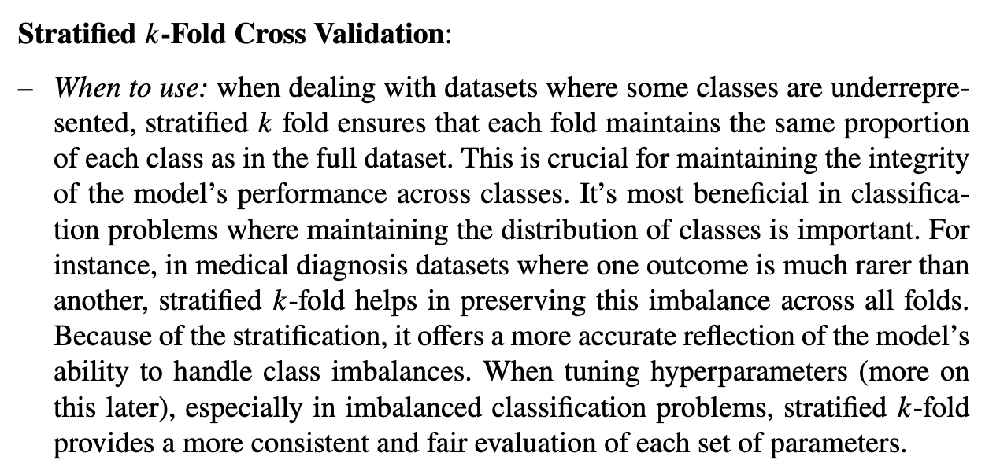 Stratified k-Fold Cross Validation:
– When to use: when dealing with datasets where some classes are underrepre-
sented, stratified k fold ensures that each fold maintains the same proportion
of each class as in the full dataset. This is crucial for maintaining the integrity
of the model’s performance across classes. It’s most beneficial in classifica-
tion problems where maintaining the distribution of classes is important. For
instance, in medical diagnosis datasets where one outcome is much rarer than
another, stratified k-fold helps in preserving this imbalance across all folds.
Because of the stratification, it offers a more accurate reflection of the model’s
ability to handle class imbalances. When tuning hyperparameters (more on
this later), especially in imbalanced classification problems, stratified k-fold
provides a more consistent and fair evaluation of each set of parameters.